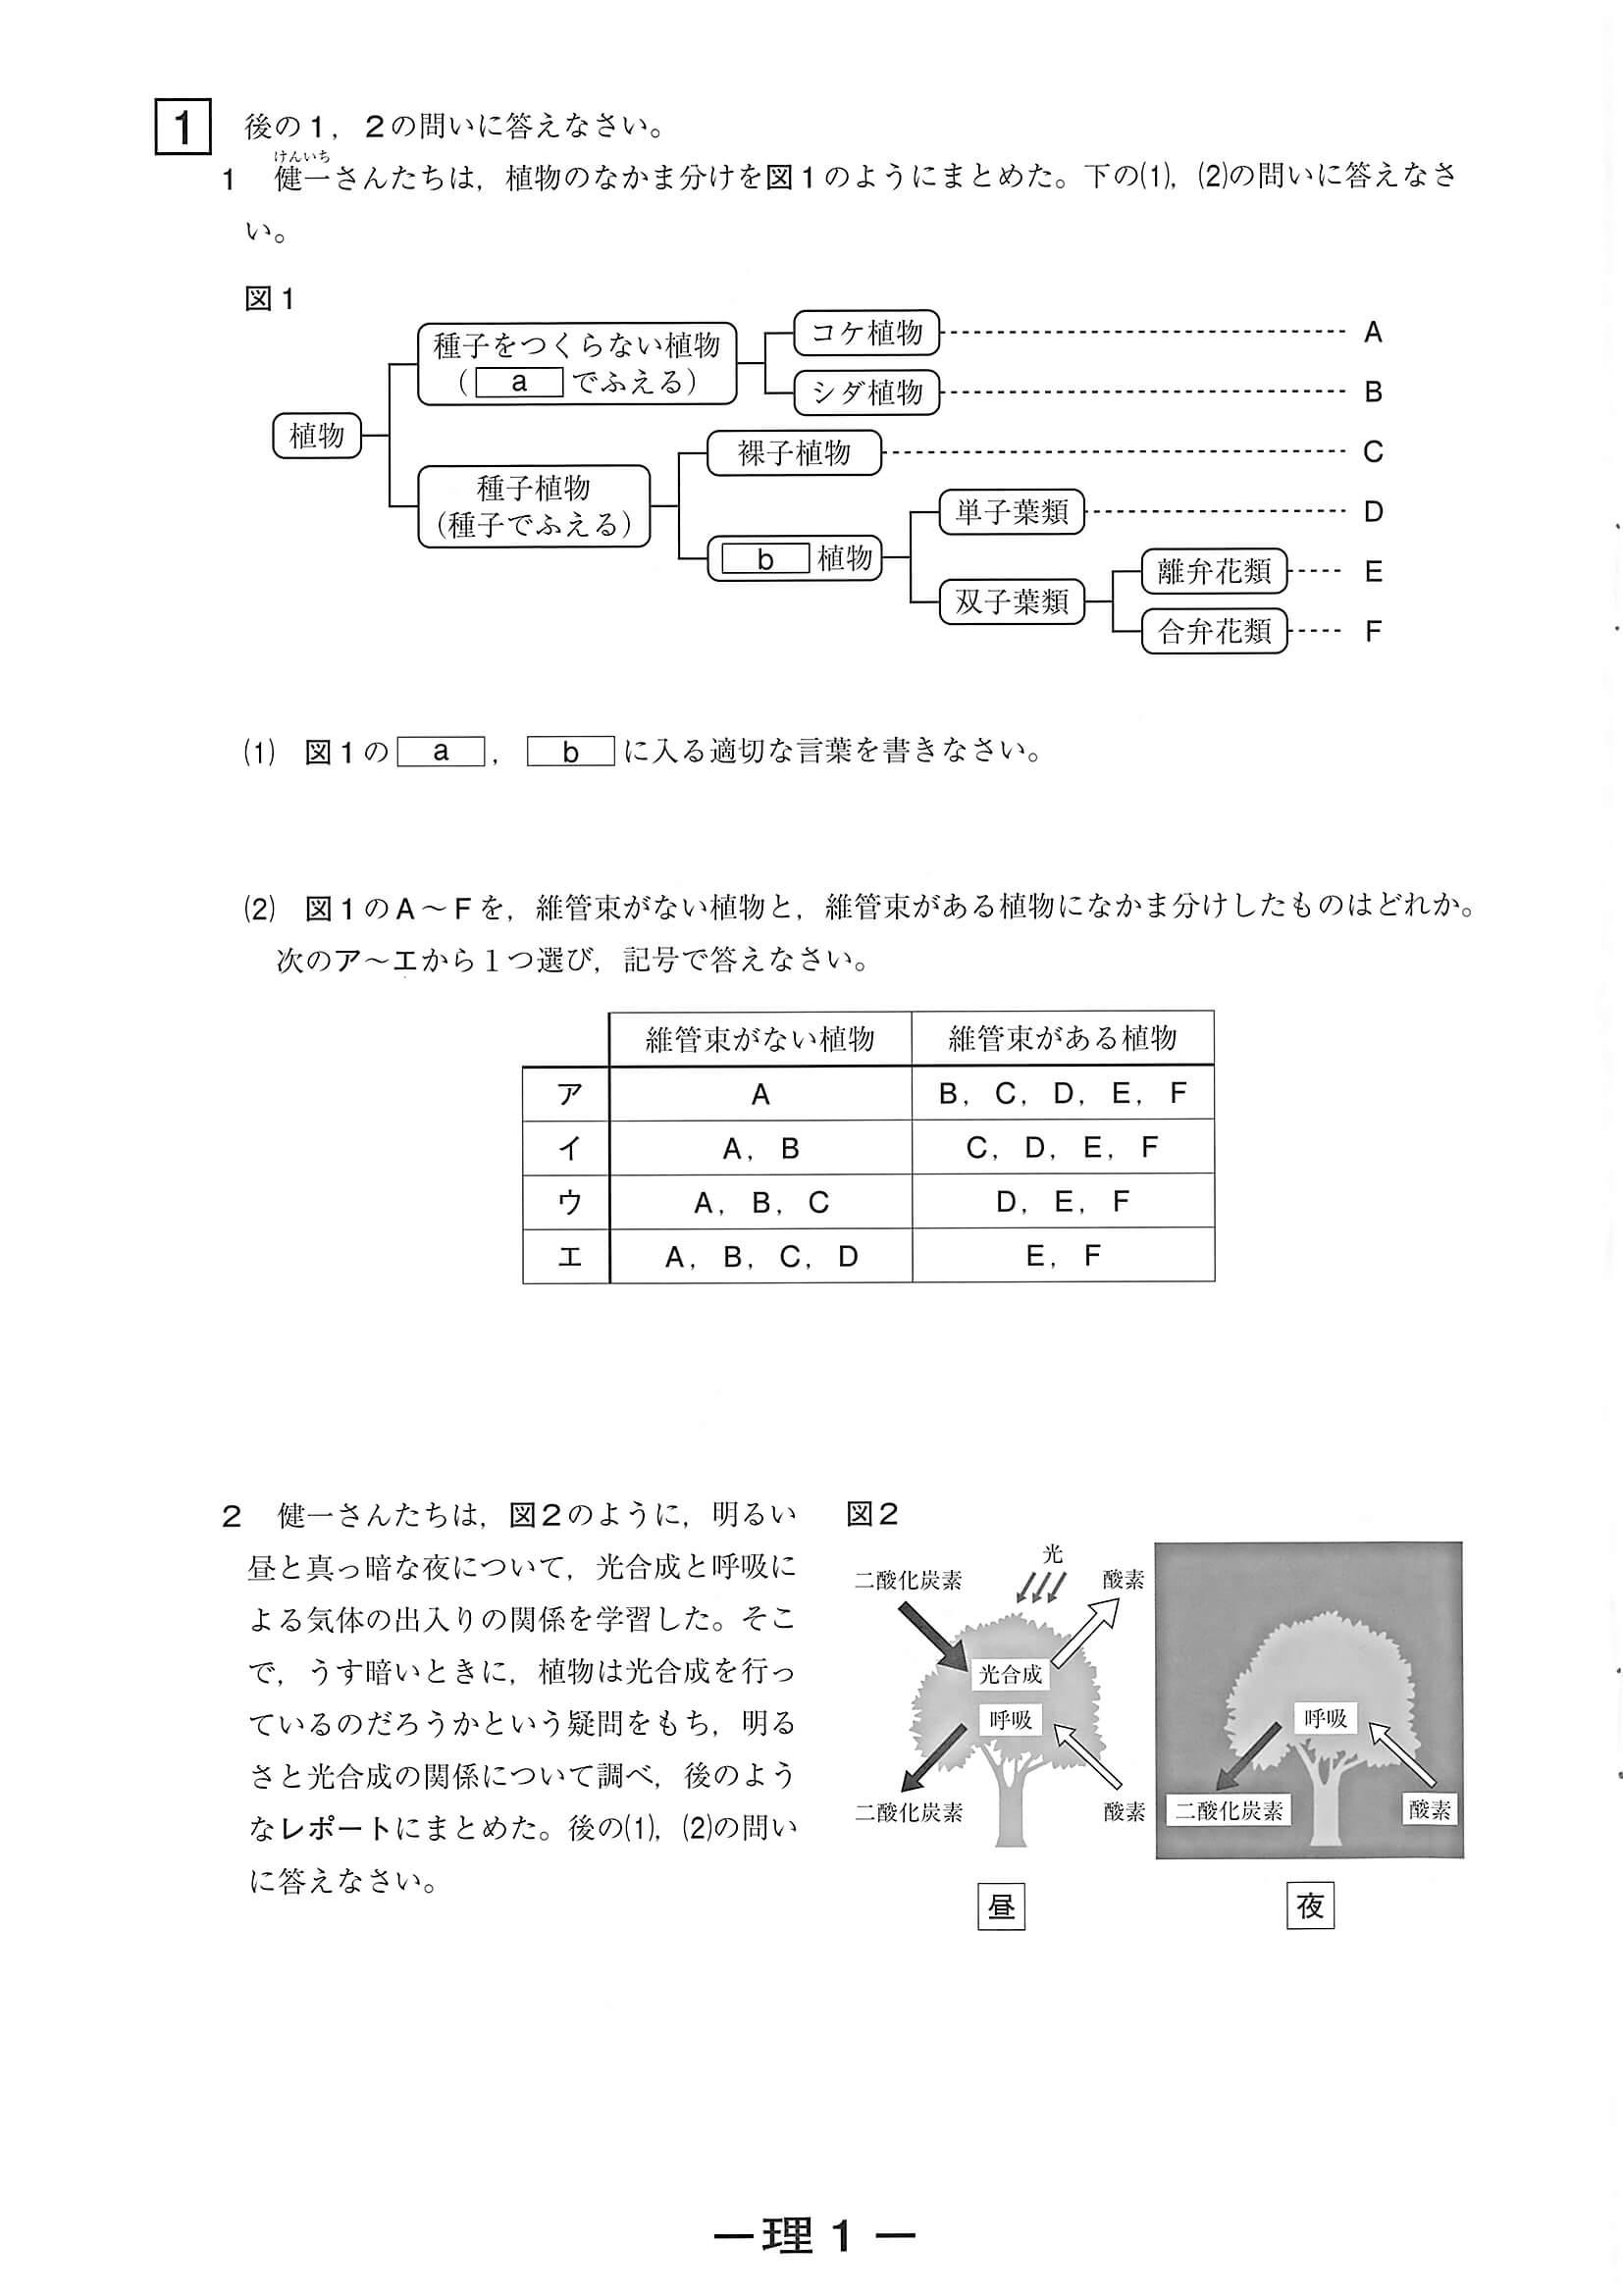 1 後の1，2の問いに答えなさい。
けんいち
1 健一さんたちは，植物のなかま分けを図1のようにまとめた。下の(1)，(2)の問いに答えなさ
い。
図1
植物
種子をつくらない植物
（ a でふえる）
コケ植物 A
シダ植物 B
種子植物
（種子でふえる）
裸子植物 C
b 植物
単子葉類 D
双子葉類
離弁花類 E
合弁花類 F
(1) 図1の a ， b に入る適切な言葉を書きなさい。
(2) 図1のA～Fを，維管束がない植物と，維管束がある植物になかま分けしたものはどれか。
次のア～エから1つ選び，記号で答えなさい。
維管束がない植物 維管束がある植物
ア A B，C，D，E，F
イ A，B C，D，E，F
ウ A，B，C D，E，F
エ A，B，C，D E，F
2 健一さんたちは，図2のように，明るい
昼と真っ暗な夜について，光合成と呼吸に
よる気体の出入りの関係を学習した。そこ
で，うす暗いときに，植物は光合成を行っ
ているのだろうかという疑問をもち，明る
さと光合成の関係について調べ，後のよう
なレポートにまとめた。後の(1)，(2)の問い
に答えなさい。
図2
光
二酸化炭素 酸素
光合成
呼吸
二酸化炭素 酸素
昼
呼吸
二酸化炭素 酸素
夜
—理1—